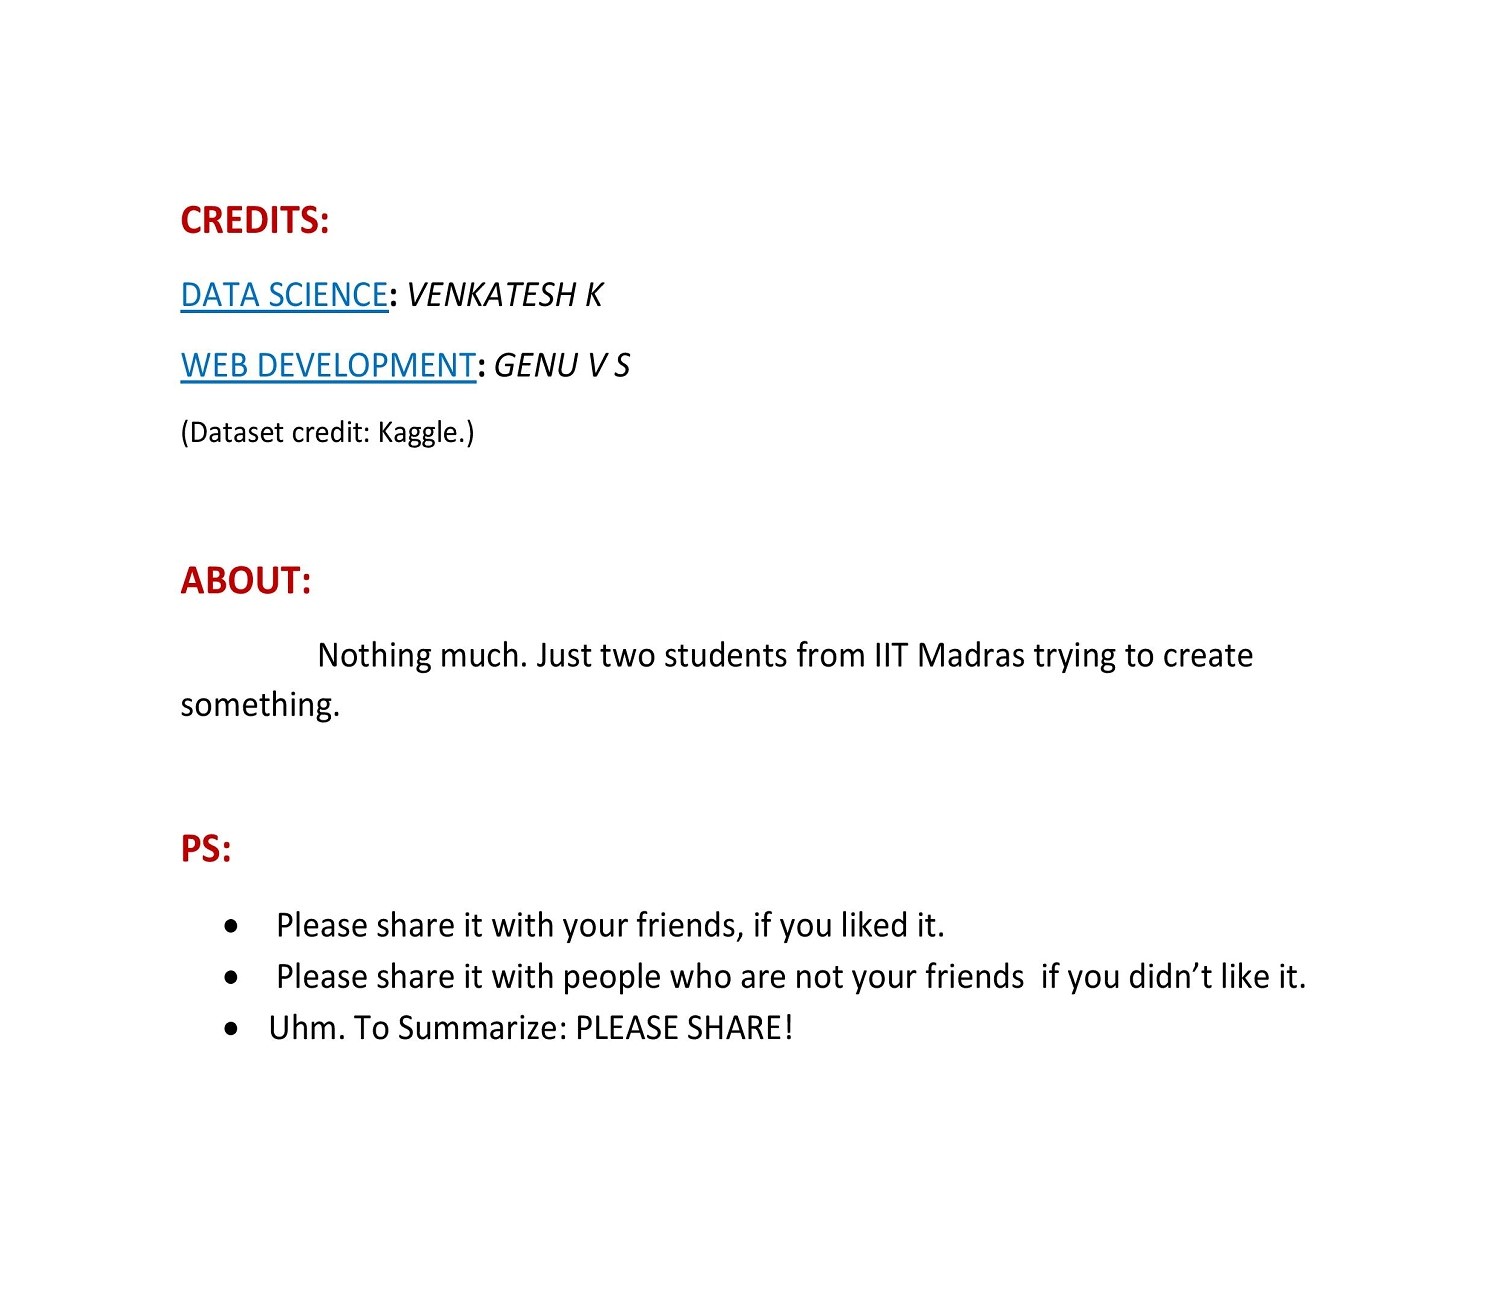 CREDITS:
DATA SCIENCE: VENKATESH K
WEB DEVELOPMENT: GENU V S
(Dataset credit: Kaggle.)
ABOUT:
Nothing much. Just two students from IIT Madras trying to create
something.
PS:
• Please share it with your friends, if you liked it.
• Please share it with people who are not your friends  if you didn’t like it.
• Uhm. To Summarize: PLEASE SHARE!